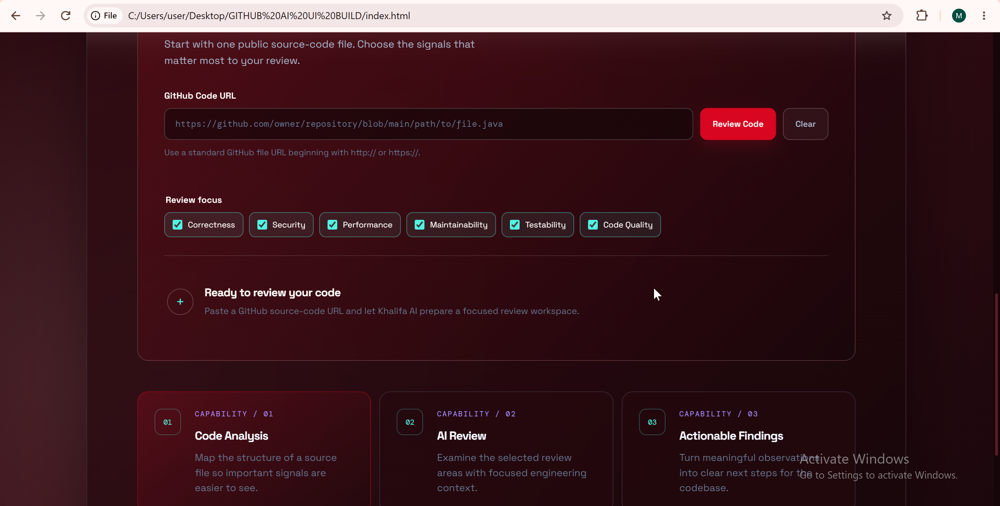 File
C:/Users/user/Desktop/GITHUB%20AI%20UI%20BUILD/index.html
M
Start with one public source-code file. Choose the signals that
matter most to your review.
GitHub Code URL
https://github.com/owner/repository/blob/main/path/to/file.java
Review Code
Clear
Use a standard GitHub file URL beginning with http:// or https://.
Review focus
Correctness
Security
Performance
Maintainability
Testability
Code Quality
+
Ready to review your code
Paste a GitHub source-code URL and let Khalifa AI prepare a focused review workspace.
01
CAPABILITY / 01
Code Analysis
Map the structure of a source
file so important signals are
easier to see.
02
CAPABILITY / 02
AI Review
Examine the selected review
areas with focused engineering
context.
03
CAPABILITY / 03
Actionable Findings
Turn meaningful observations
into clear next steps for the
codebase.
Activate Windows
Go to Settings to activate Windows.